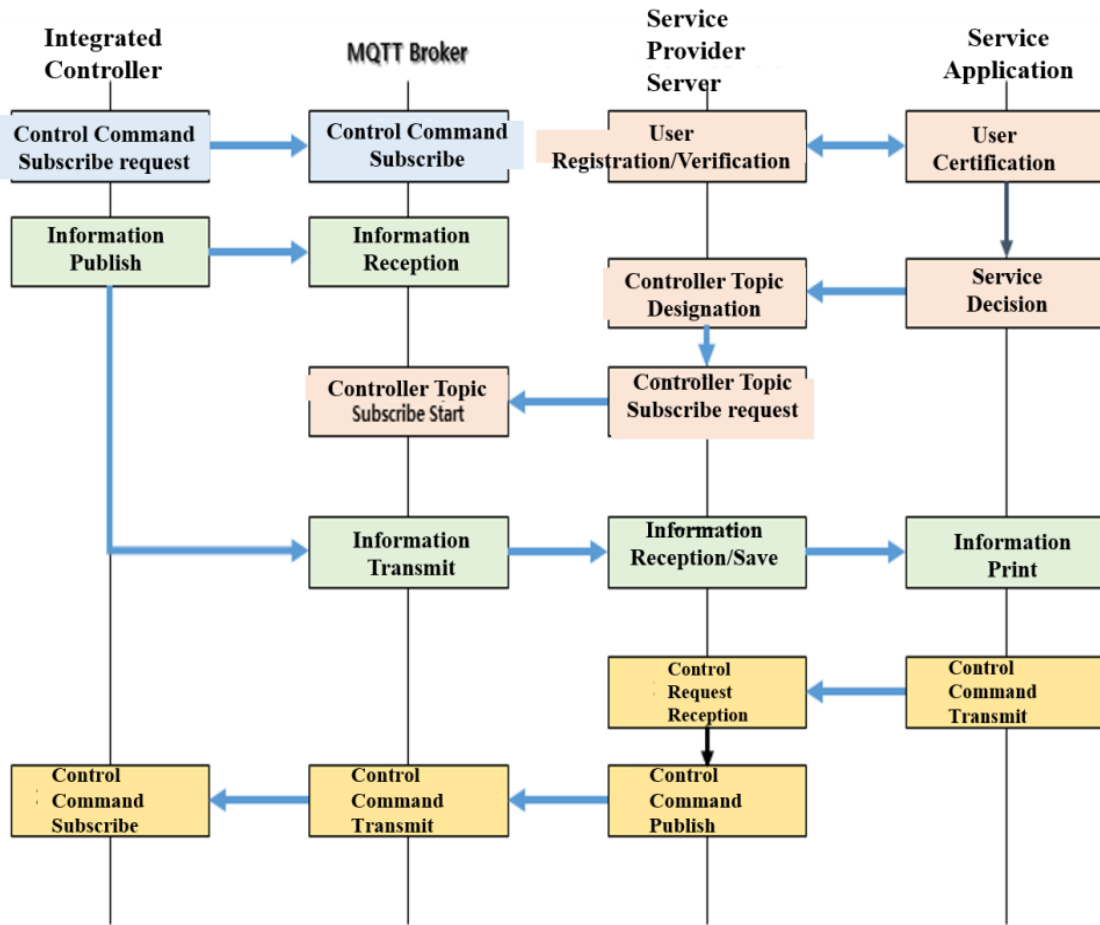 Integrated
Controller
MQTT Broker
Service
Provider
Server
Service
Application
Control Command
Subscribe request
Control Command
Subscribe
User
Registration/Verification
User
Certification
Information
Publish
Information
Reception
Controller Topic
Designation
Service
Decision
Controller Topic
Subscribe Start
Controller Topic
Subscribe request
Information
Transmit
Information
Reception/Save
Information
Print
Control
Request
Reception
Control
Command
Transmit
Control
Command
Subscribe
Control
Command
Transmit
Control
Command
Publish